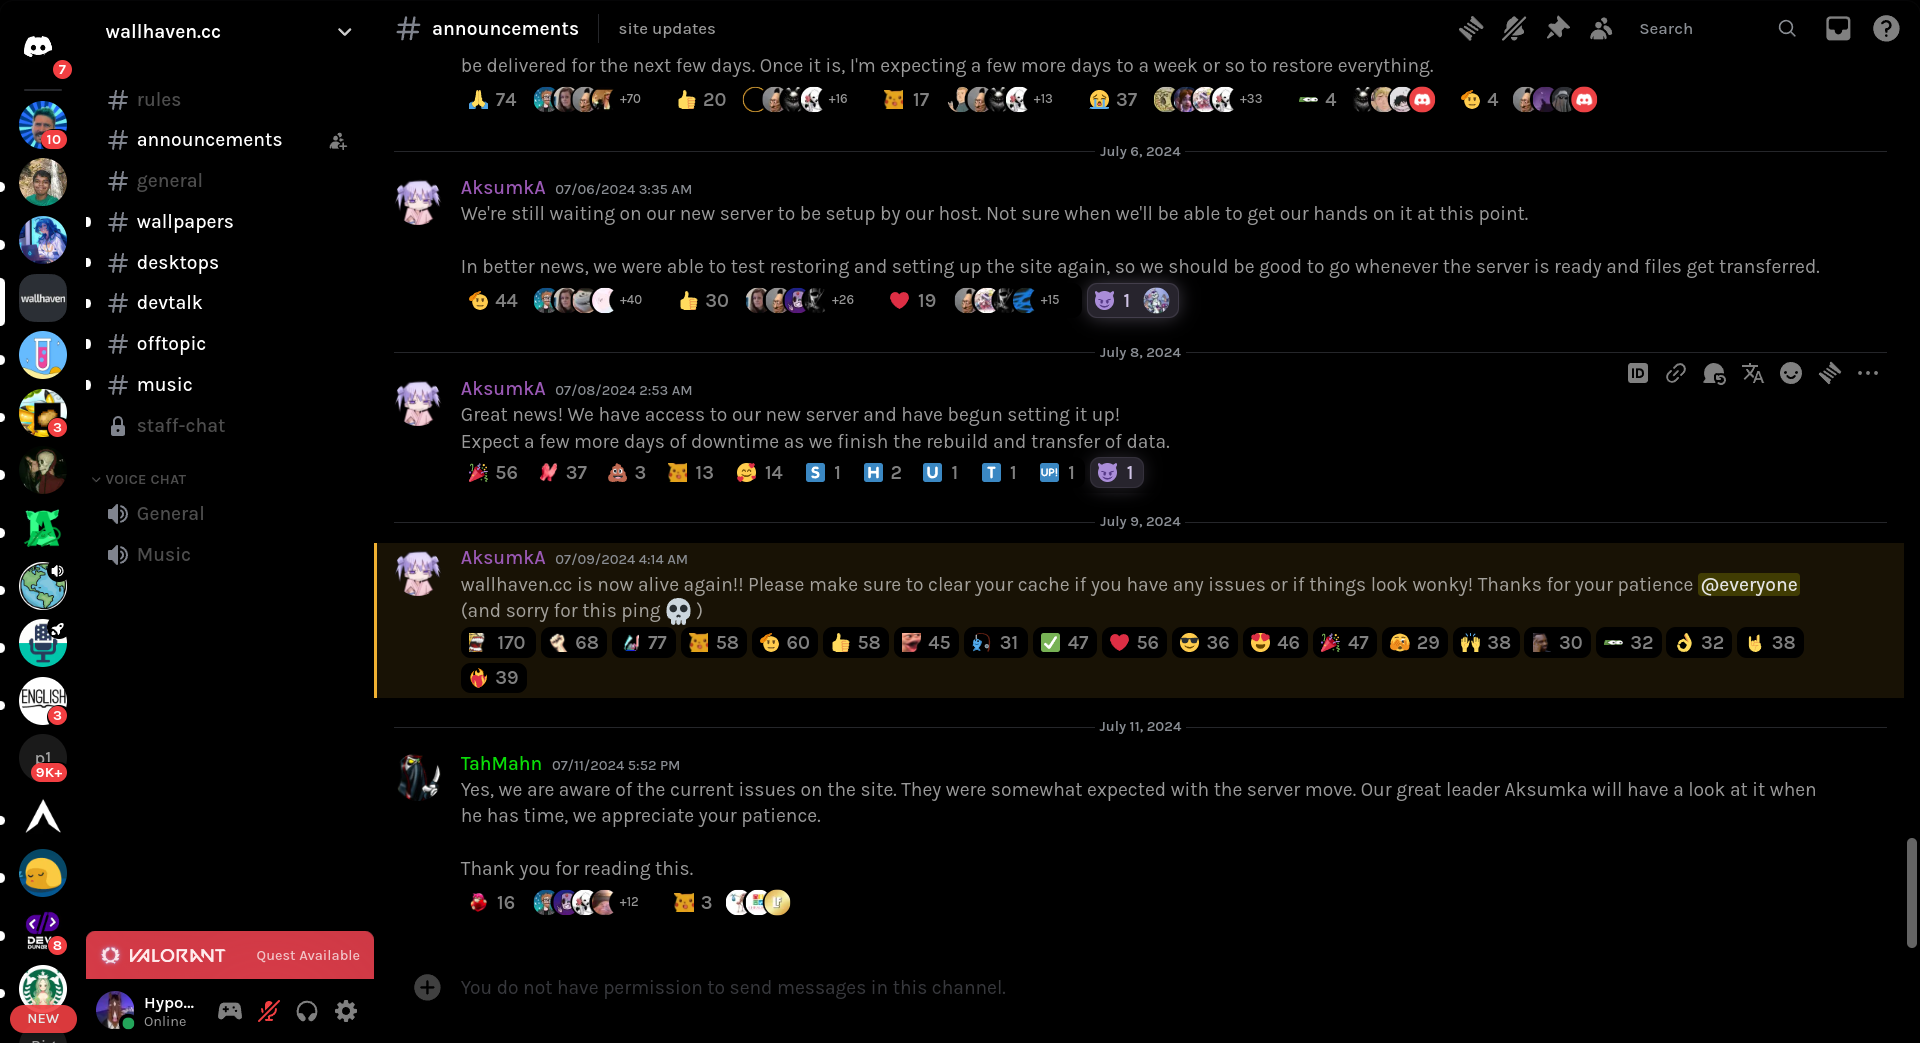 wallhaven.cc
# announcements
site updates
Search
7
10
wallhaven
3
ENGLISH
3
p1
9K+
DEV
8
NEW
rules
announcements
general
wallpapers
desktops
devtalk
offtopic
music
staff-chat
VOICE CHAT
General
Music
VALORANT
Quest Available
Hypo...
Online
be delivered for the next few days. Once it is, I'm expecting a few more days to a week or so to restore everything.
74 +70 20 +16 17 +13 37 +33 4 4
July 6, 2024
AksumkA 07/06/2024 3:35 AM
We're still waiting on our new server to be setup by our host. Not sure when we'll be able to get our hands on it at this point.
In better news, we were able to test restoring and setting up the site again, so we should be good to go whenever the server is ready and files get transferred.
44 +40 30 +26 19 +15 1
July 8, 2024
ID
AksumkA 07/08/2024 2:53 AM
Great news! We have access to our new server and have begun setting it up!
Expect a few more days of downtime as we finish the rebuild and transfer of data.
56 37 3 13 14 S 1 H 2 U 1 T 1 UP! 1 1
July 9, 2024
AksumkA 07/09/2024 4:14 AM
wallhaven.cc is now alive again!! Please make sure to clear your cache if you have any issues or if things look wonky! Thanks for your patience @everyone
(and sorry for this ping 💀 )
170 68 77 58 60 58 45 31 47 56 36 46 47 29 38 30 32 32 38
39
July 11, 2024
TahMahn 07/11/2024 5:52 PM
Yes, we are aware of the current issues on the site. They were somewhat expected with the server move. Our great leader Aksumka will have a look at it when
he has time, we appreciate your patience.
Thank you for reading this.
16 +12 3
You do not have permission to send messages in this channel.